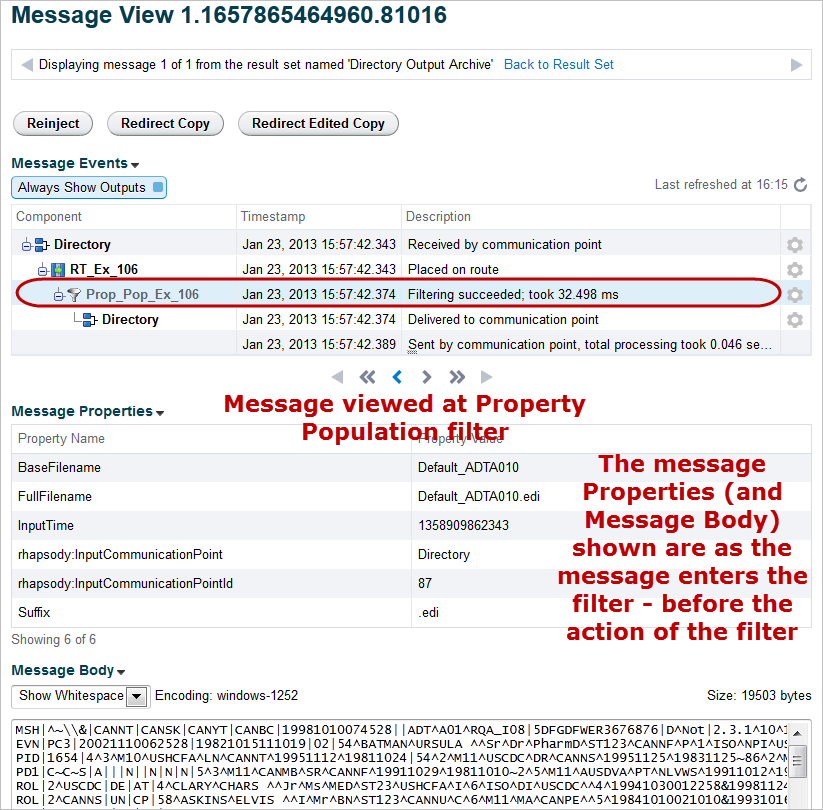 Message View 1.1657865464960.81016
Displaying message 1 of 1 from the result set named 'Directory Output Archive' Back to Result Set
Reinject Redirect Copy Redirect Edited Copy
Message Events
Always Show Outputs
Last refreshed at 16:15
Component Timestamp Description
Directory Jan 23, 2013 15:57:42.343 Received by communication point
RT_Ex_106 Jan 23, 2013 15:57:42.343 Placed on route
Prop_Pop_Ex_106 Jan 23, 2013 15:57:42.374 Filtering succeeded; took 32.498 ms
Directory Jan 23, 2013 15:57:42.374 Delivered to communication point
Jan 23, 2013 15:57:42.389 Sent by communication point, total processing took 0.046 se...
Message viewed at Property
Population filter
Message Properties
Property Name Property Value
BaseFilename Default_ADTA010
FullFilename Default_ADTA010.edi
InputTime 1358909862343
rhapsody:InputCommunicationPoint Directory
rhapsody:InputCommunicationPointId 87
Suffix .edi
The message
Properties (and
Message Body)
shown are as the
message enters the
filter - before the
action of the filter
Showing 6 of 6
Message Body
Show Whitespace Encoding: windows-1252 Size: 19503 bytes
MSH|^~\\&|CANNT|CANSK|CANYT|CANBC|19981010074528||ADT^A01^RQA_I08|5DFGDFWER3676876|D^Not|2.3.1^10^1
EVN|PC3|20021110062528|19821015111019|02|54^BATMAN^URSULA ^^Sr^Dr^PharmD^ST123^CANNF^P^1^ISO^NPI^US
PID|1654|4^3^M10^USHCFA^LN^CANNT^19951112^19811024|54^2^M11^USCDC^DR^CANNS^19951125^19831125~86^2^M
PD1|C~C~S|A|||N||N|N|N|5^3^M11^CANMB^SR^CANNF^19911029^19811010~2^5^M11^AUSDVA^PT^NLVWS^19911012^19
ROL|2^USCDC|DE|AT|4^CLARY^CHARS ^^Jr^Ms^MED^ST23^USHCFA^I^6^ISO^DI^USCDC^^4^19941030012258&19981124
ROL|2^CANNS|UN|CP|58^ASKINS^ELVIS ^^I^Mr^BN^ST123^CANNU^C^6^M11^MA^CANPE^^5^19841001002010&19931016